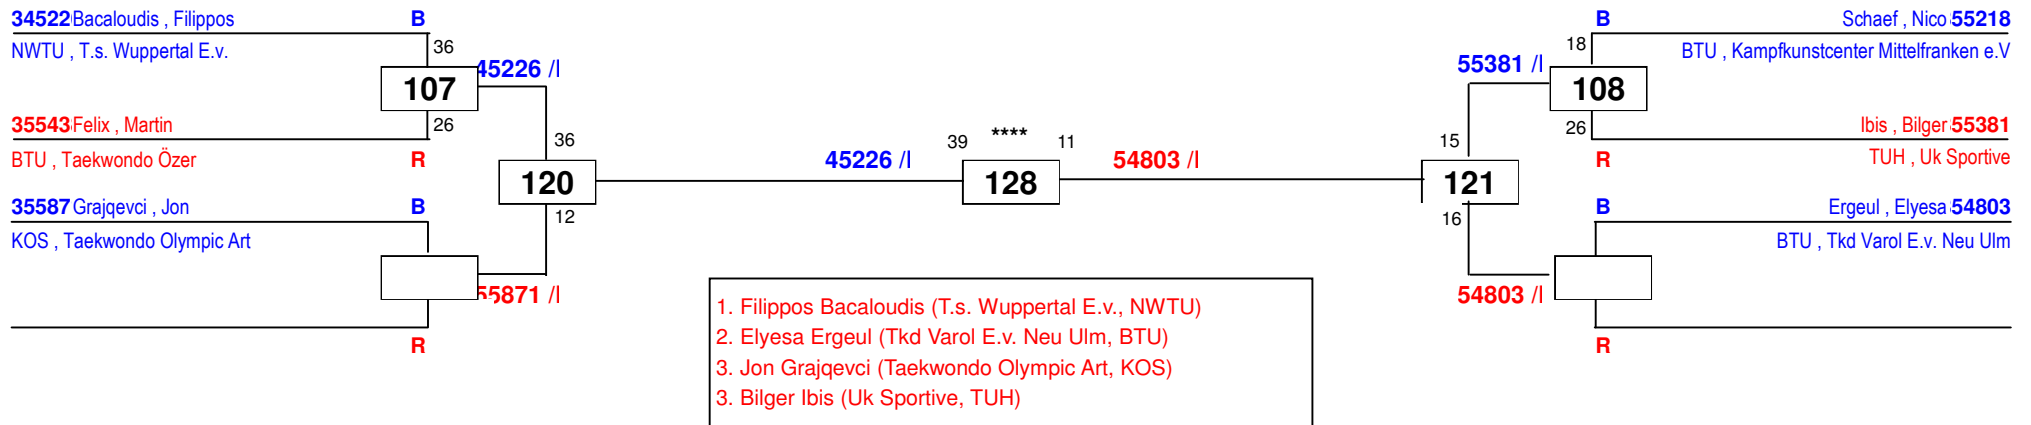 34522 Bacaloudis , Filippos B
NWTU , T.s. Wuppertal E.v.
36
107
45226 /I
26
35543 Felix , Martin
BTU , Taekwondo Özer R
36
120
12
35587 Grajqevci , Jon B
KOS , Taekwondo Olympic Art
55871 /I
R
45226 /I
39 **** 11
128
54803 /I
B Schaef , Nico 55218
BTU , Kampfkunstcenter Mittelfranken e.V
18
55381 /I
108
26
Ibis , Bilger 55381
R TUH , Uk Sportive
15
121
16
B Ergeul , Elyesa 54803
BTU , Tkd Varol E.v. Neu Ulm
54803 /I
R
1. Filippos Bacaloudis (T.s. Wuppertal E.v., NWTU)
2. Elyesa Ergeul (Tkd Varol E.v. Neu Ulm, BTU)
3. Jon Grajqevci (Taekwondo Olympic Art, KOS)
3. Bilger Ibis (Uk Sportive, TUH)